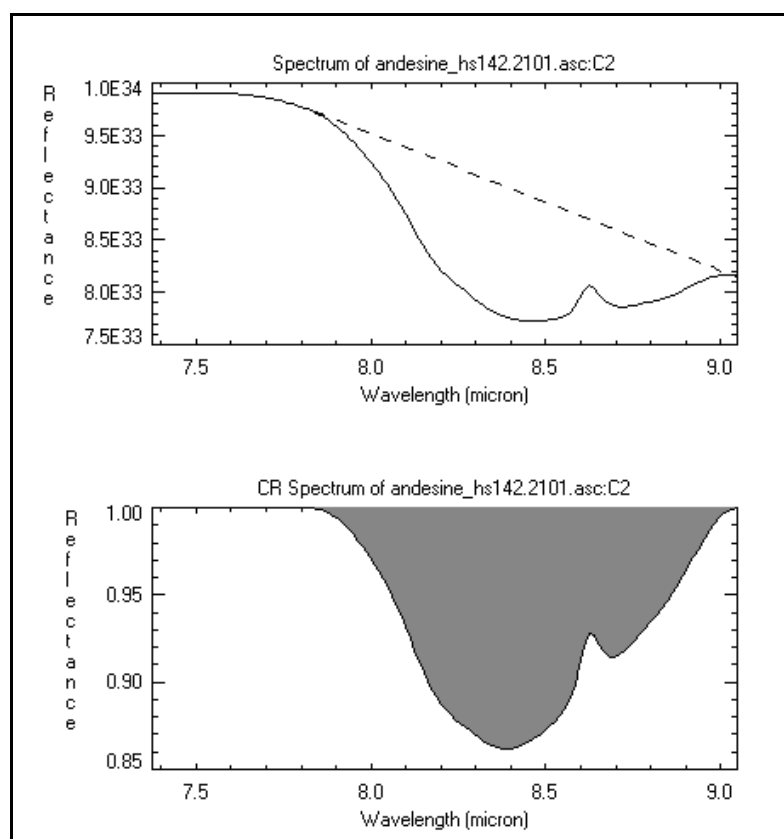 Spectrum of andesine_hs142.2101.asc:C2
Reflectance
1.0E34
9.5E33
9.0E33
8.5E33
8.0E33
7.5E33
7.5 8.0 8.5 9.0
Wavelength (micron)
CR Spectrum of andesine_hs142.2101.asc:C2
Reflectance
1.00
0.95
0.90
0.85
7.5 8.0 8.5 9.0
Wavelength (micron)